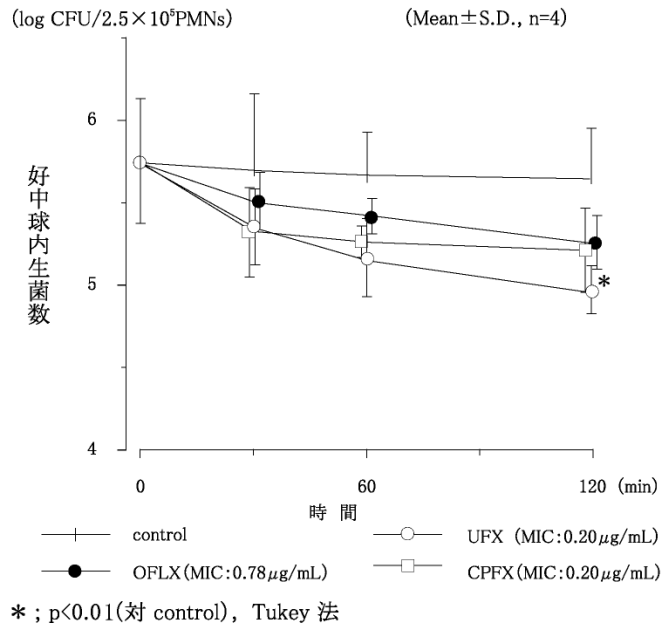 (log CFU/2.5×10⁵PMNs) (Mean±S.D., n=4)
6
5
4
好中球内生菌数
*
0 60 120 (min)
時 間
control UFX (MIC:0.20μg/mL)
OFLX(MIC:0.78μg/mL) CPFX(MIC:0.20μg/mL)
* ; p<0.01(対 control), Tukey 法